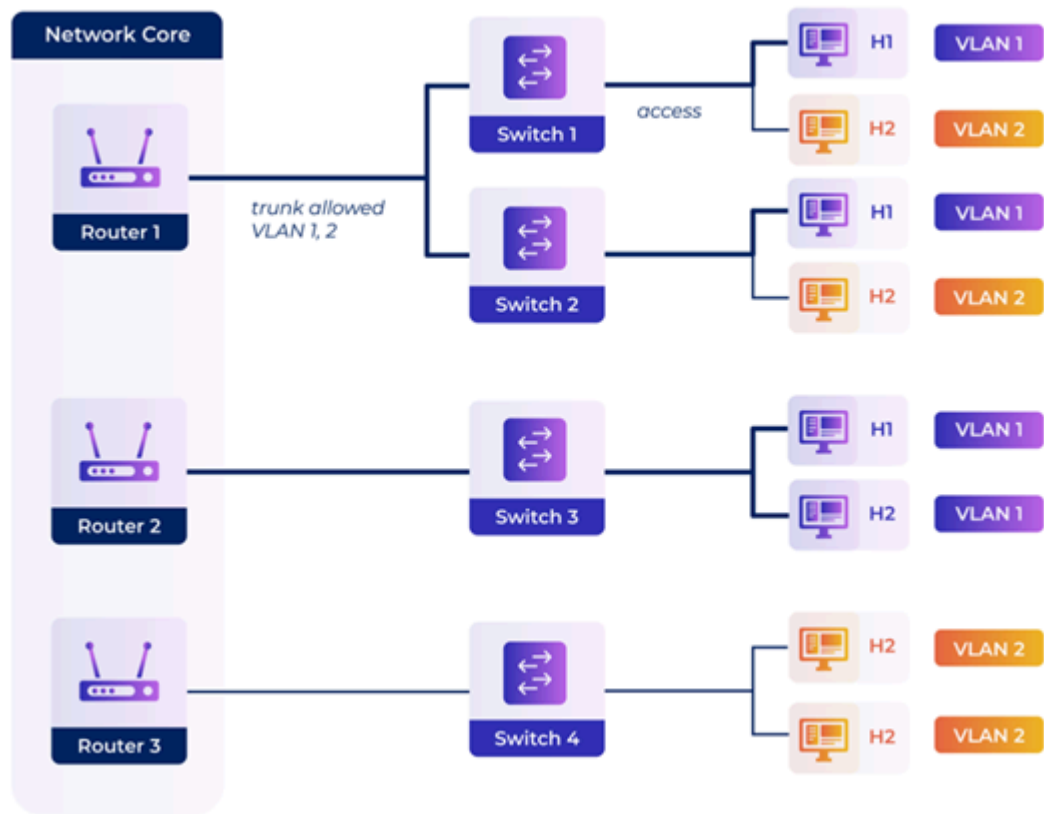 Network Core
Router 1
trunk allowed
VLAN 1, 2
Switch 1
access
H1 VLAN 1
H2 VLAN 2
Switch 2
H1 VLAN 1
H2 VLAN 2
Router 2
Switch 3
H1 VLAN 1
H2 VLAN 1
Router 3
Switch 4
H2 VLAN 2
H2 VLAN 2